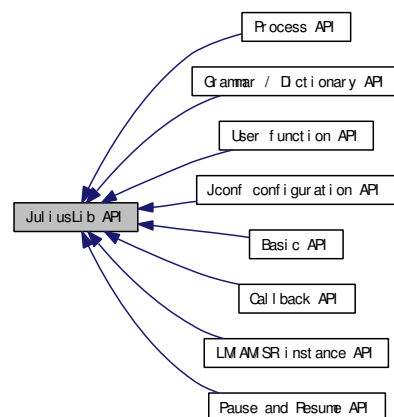 Process API
Grammar / Dictionary API
User function API
Jconf configuration API
JuliusLib API
Basic API
Callback API
LM/AM/SR instance API
Pause and Resume API